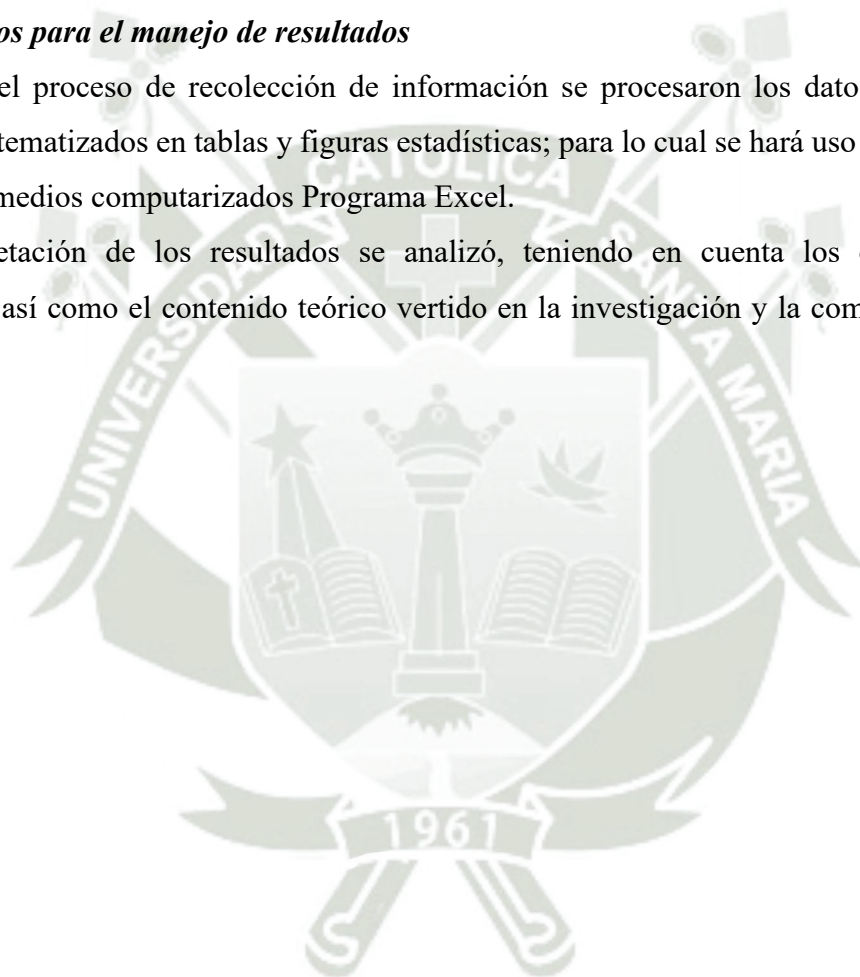 os para el manejo de resultados
el proceso de recolección de información se procesaron los dato
tematizados en tablas y figuras estadísticas; para lo cual se hará uso
medios computarizados Programa Excel.
etación de los resultados se analizó, teniendo en cuenta los
así como el contenido teórico vertido en la investigación y la com
UNIVERSIDAD CATOLICA SANTA MARIA
1961